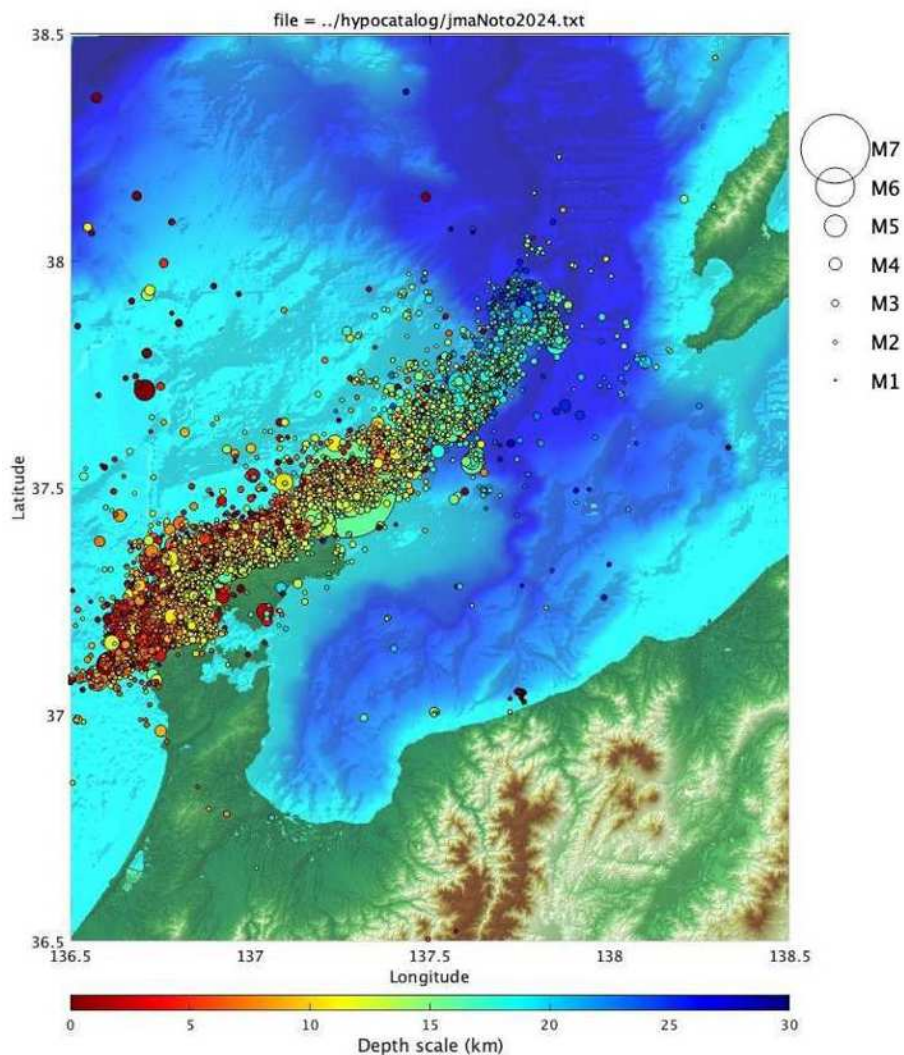 file = ../hypocatalog/jmaNoto2024.txt
38.5
38
37.5
37
36.5
Latitude
136.5
137
137.5
138
138.5
Longitude
M7
M6
M5
M4
M3
M2
M1
0
5
10
15
20
25
30
Depth scale (km)